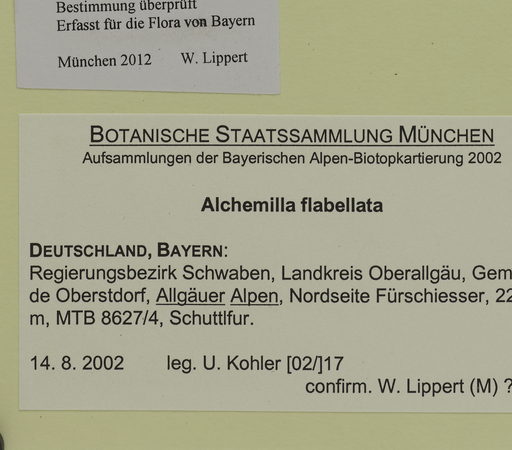 Bestimmung überprüft
Erfasst für die Flora von Bayern
München 2012 W. Lippert
BOTANISCHE STAATSSAMMLUNG MÜNCHEN
Aufsammlungen der Bayerischen Alpen-Biotopkartierung 2002
Alchemilla flabellata
DEUTSCHLAND, BAYERN:
Regierungsbezirk Schwaben, Landkreis Oberallgäu, Gem
de Oberstdorf, Allgäuer Alpen, Nordseite Fürschiesser, 22
m, MTB 8627/4, Schuttlfur.
14. 8. 2002 leg. U. Kohler [02/]17
confirm. W. Lippert (M) ?